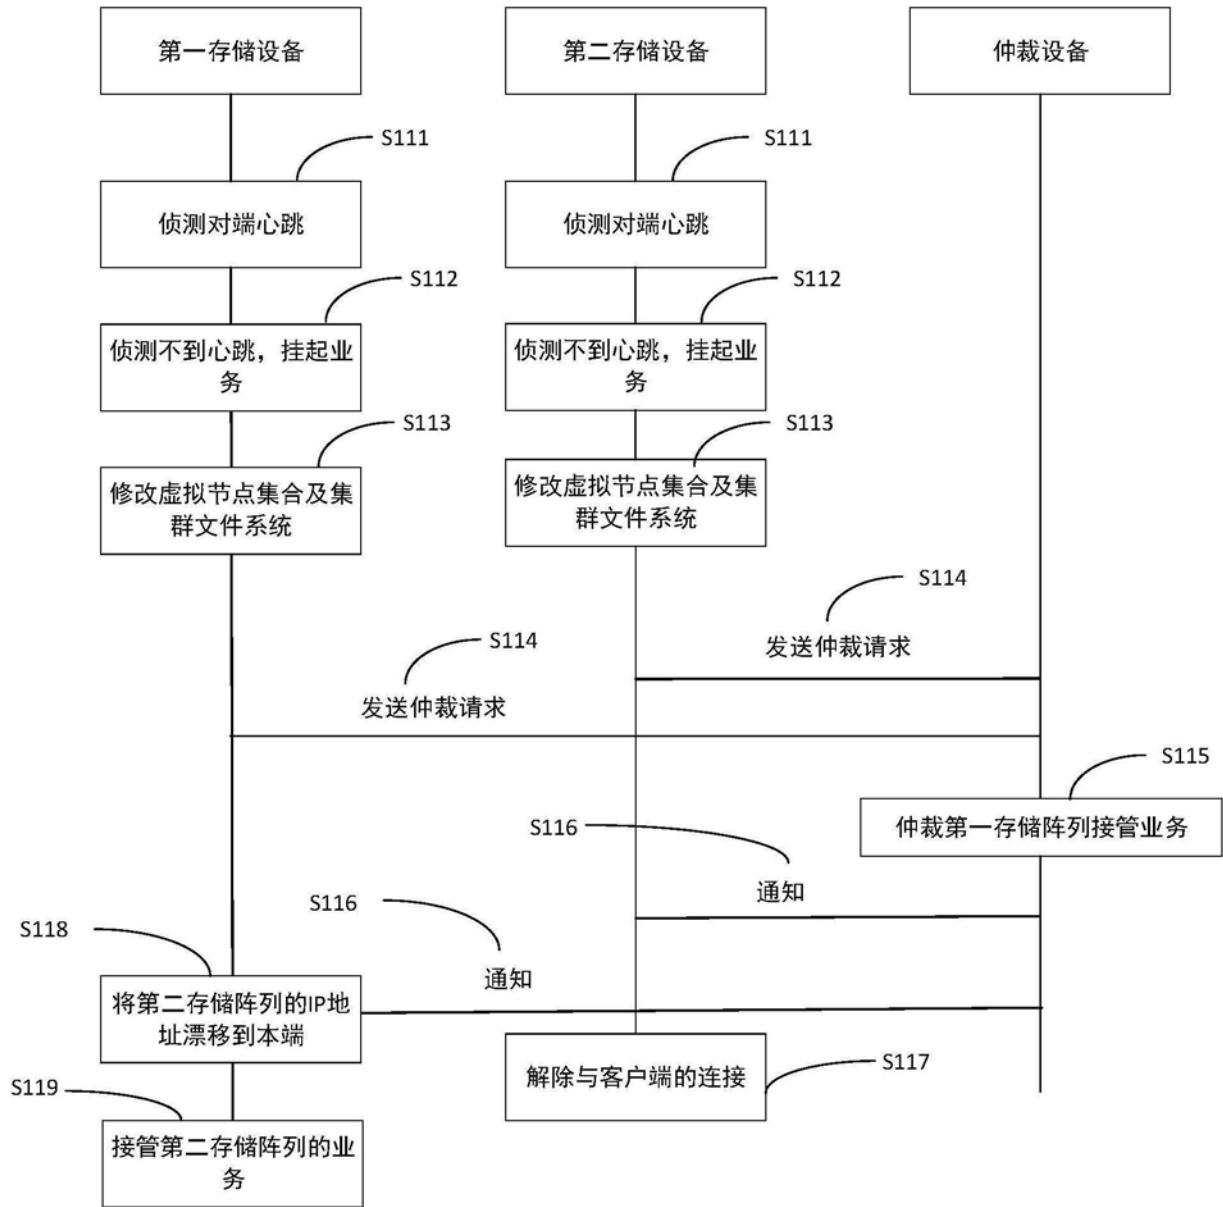 第一存储设备
第二存储设备
仲裁设备
S111
S111
侦测对端心跳
侦测对端心跳
S112
S112
侦测不到心跳，挂起业
务
侦测不到心跳，挂起业
务
S113
S113
修改虚拟节点集合及集
群文件系统
修改虚拟节点集合及集
群文件系统
S114
发送仲裁请求
S114
发送仲裁请求
S115
仲裁第一存储阵列接管业务
S116
通知
S116
通知
S118
将第二存储阵列的IP地
址漂移到本端
S117
解除与客户端的连接
S119
接管第二存储阵列的业
务